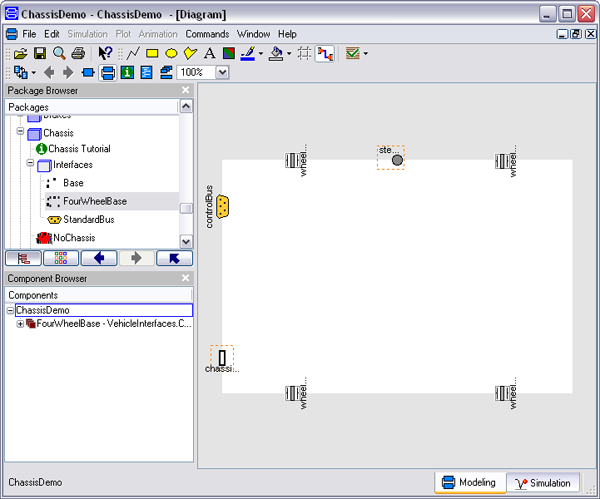 ChassisDemo - ChassisDemo - [Diagram]
File Edit Simulation Plot Animation Commands Window Help
A
100%
Package Browser
Packages
Brakes
Chassis
Chassis Tutorial
Interfaces
Base
FourWheelBase
StandardBus
NoChassis
Component Browser
Components
ChassisDemo
FourWheelBase - VehicleInterfaces.C...
wheel...
ste...
wheel...
controlBus
chassi...
wheel...
wheel...
ChassisDemo
Modeling
Simulation